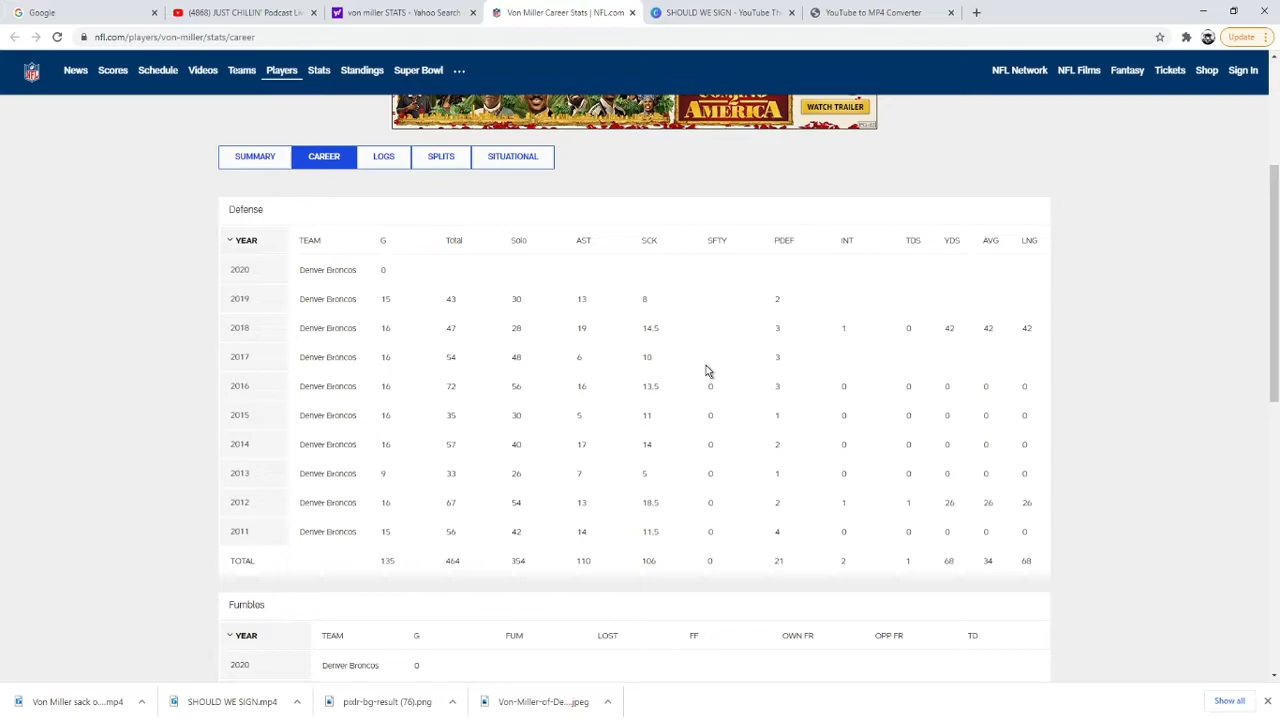 Google
(4868) JUST CHILLIN' Podcast Liv
von miller STATS - Yahoo Search
Von Miller Career Stats | NFL.com
SHOULD WE SIGN - YouTube Th
YouTube to MP4 Converter
nfl.com/players/von-miller/stats/career
Update
News Scores Schedule Videos Teams Players Stats Standings Super Bowl ...
NFL Network NFL Films Fantasy Tickets Shop Sign In
AMERICA
WATCH TRAILER
SUMMARY CAREER LOGS SPLITS SITUATIONAL
Defense
YEAR TEAM G Total Solo AST SCK SFTY PDEF INT TDS YDS AVG LNG
2020 Denver Broncos 0
2019 Denver Broncos 15 43 30 13 8 2
2018 Denver Broncos 16 47 28 19 14.5 3 1 0 42 42 42
2017 Denver Broncos 16 54 48 6 10 3
2016 Denver Broncos 16 72 56 16 13.5 0 3 0 0 0 0 0
2015 Denver Broncos 16 35 30 5 11 0 1 0 0 0 0 0
2014 Denver Broncos 16 57 40 17 14 0 2 0 0 0 0 0
2013 Denver Broncos 9 33 26 7 5 0 1 0 0 0 0 0
2012 Denver Broncos 16 67 54 13 18.5 0 2 1 1 26 26 26
2011 Denver Broncos 15 56 42 14 11.5 4 0 0 0 0 0
TOTAL 135 464 354 110 106 0 21 2 1 68 34 68
Fumbles
YEAR TEAM G FUM LOST FF OWN FR OPP FR TD
2020 Denver Broncos 0
Von Miller sack o....mp4
SHOULD WE SIGN.mp4
pixlr-bg-result (76).png
Von-Miller-of-De....jpeg
Show all